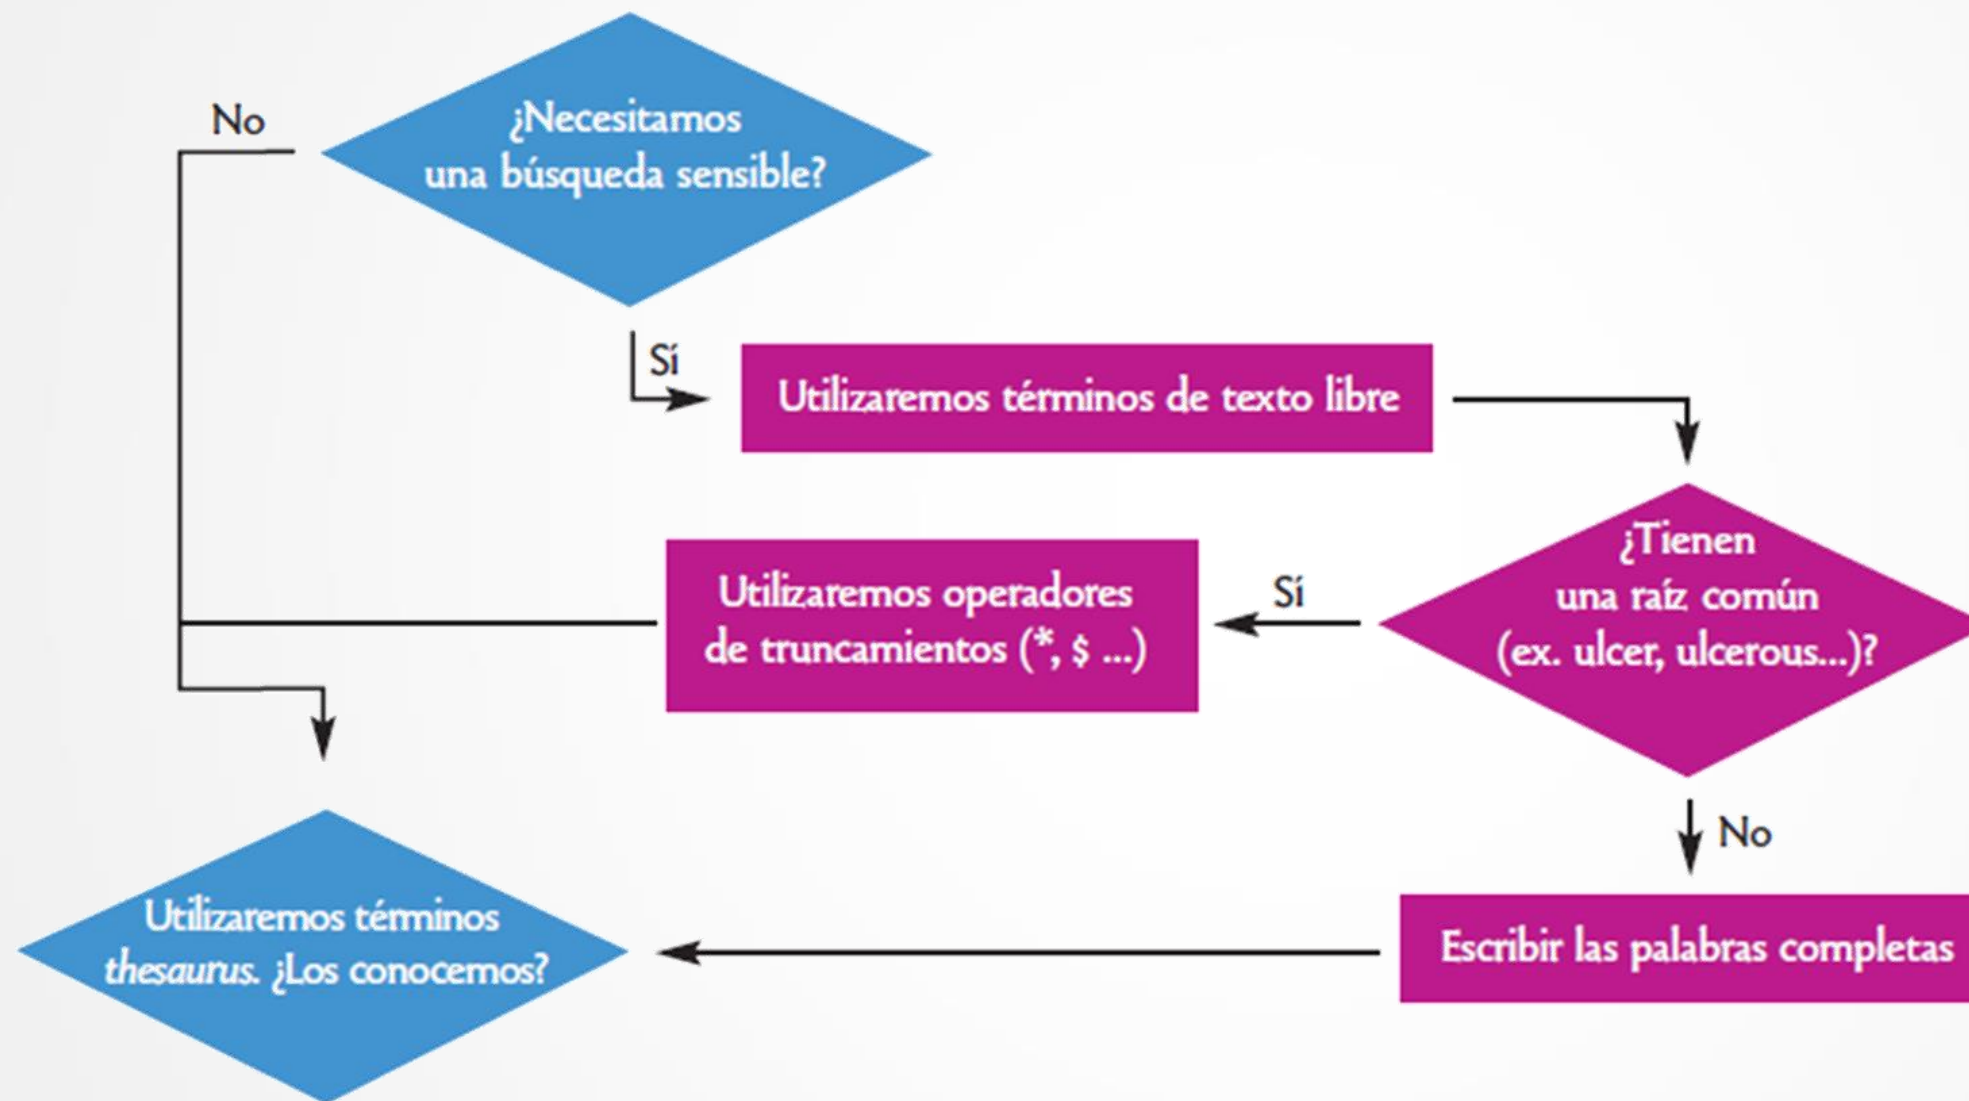 ¿Necesitamos
una búsqueda sensible?
No
Sí
Utilizaremos términos de texto libre
¿Tienen
una raíz común
(ex. ulcer, ulcerous...)?
Sí
Utilizaremos operadores
de truncamientos (*, $ ...)
No
Escribir las palabras completas
Utilizaremos términos
thesaurus. ¿Los conocemos?